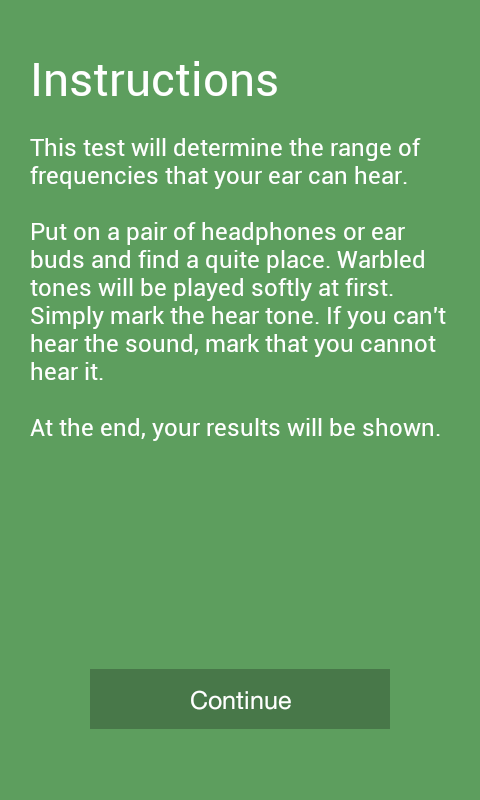 Instructions
This test will determine the range of
frequencies that your ear can hear.
Put on a pair of headphones or ear
buds and find a quite place. Warbled
tones will be played softly at first.
Simply mark the hear tone. If you can't
hear the sound, mark that you cannot
hear it.
At the end, your results will be shown.
Continue